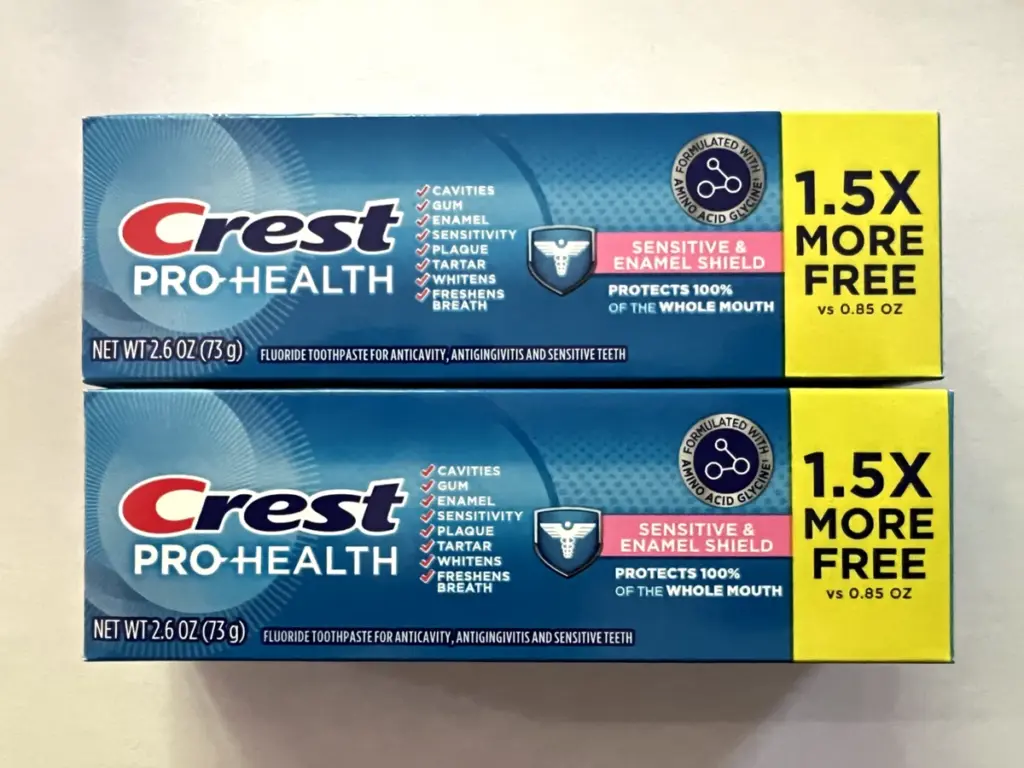 Crest
PRO-HEALTH
CAVITIES
GUM
ENAMEL
SENSITIVITY
PLAQUE
TARTAR
WHITENS
FRESHENS
BREATH
FORMULATED WITH
AMINO ACID GLYCINE
SENSITIVE &
ENAMEL SHIELD
PROTECTS 100%
OF THE WHOLE MOUTH
1.5X
MORE
FREE
vs 0.85 OZ
NET WT 2.6 OZ (73 g)
FLUORIDE TOOTHPASTE FOR ANTICAVITY, ANTIGINGIVITIS AND SENSITIVE TEETH
Crest
PRO-HEALTH
CAVITIES
GUM
ENAMEL
SENSITIVITY
PLAQUE
TARTAR
WHITENS
FRESHENS
BREATH
FORMULATED WITH
AMINO ACID GLYCINE
SENSITIVE &
ENAMEL SHIELD
PROTECTS 100%
OF THE WHOLE MOUTH
1.5X
MORE
FREE
vs 0.85 OZ
NET WT 2.6 OZ (73 g)
FLUORIDE TOOTHPASTE FOR ANTICAVITY, ANTIGINGIVITIS AND SENSITIVE TEETH